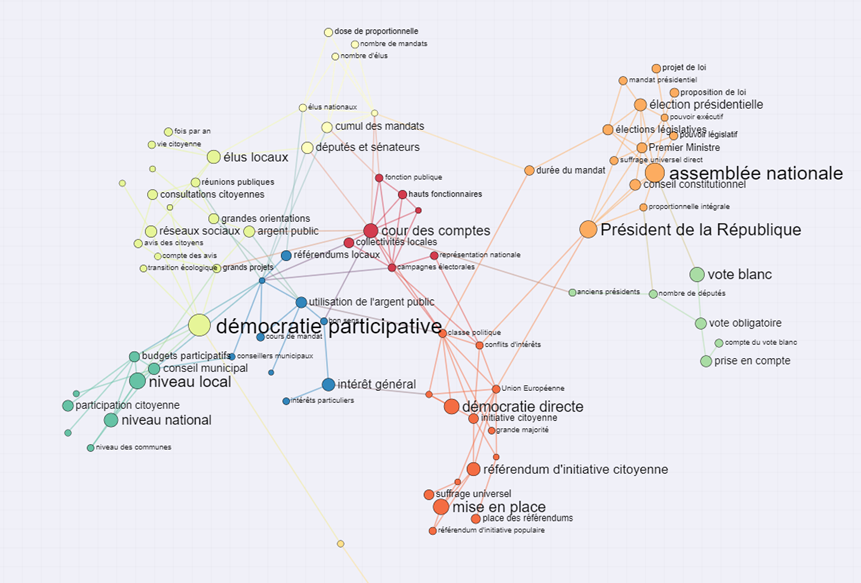 dose de proportionnelle
nombre de mandats
nombre d'élus
projet de loi
mandat présidentiel
proposition de loi
élection présidentielle
pouvoir exécutif
élus nationaux
cumul des mandats
élections législatives
pouvoir législatif
fois par an
vie citoyenne
députés et sénateurs
Premier Ministre
élus locaux
suffrage universel direct
durée du mandat
assemblée nationale
fonction publique
réunions publiques
conseil constitutionnel
consultations citoyennes
hauts fonctionnaires
proportionnelle intégrale
grandes orientations
réseaux sociaux
argent public
cour des comptes
Président de la République
avis des citoyens
collectivités locales
compte des avis
référendums locaux
représentation nationale
transition écologique
grands projets
campagnes électorales
vote blanc
anciens présidents
nombre de députés
utilisation de l'argent public
démocratie participative
bon sens
vote obligatoire
classe politique
cours de mandat
conflits d'intérêts
compte du vote blanc
budgets participatifs
conseillers municipaux
prise en compte
conseil municipal
niveau local
intérêt général
Union Européenne
intérêts particuliers
participation citoyenne
démocratie directe
niveau national
initiative citoyenne
grande majorité
niveau des communes
référendum d'initiative citoyenne
suffrage universel
mise en place
place des référendums
référendum d'initiative populaire